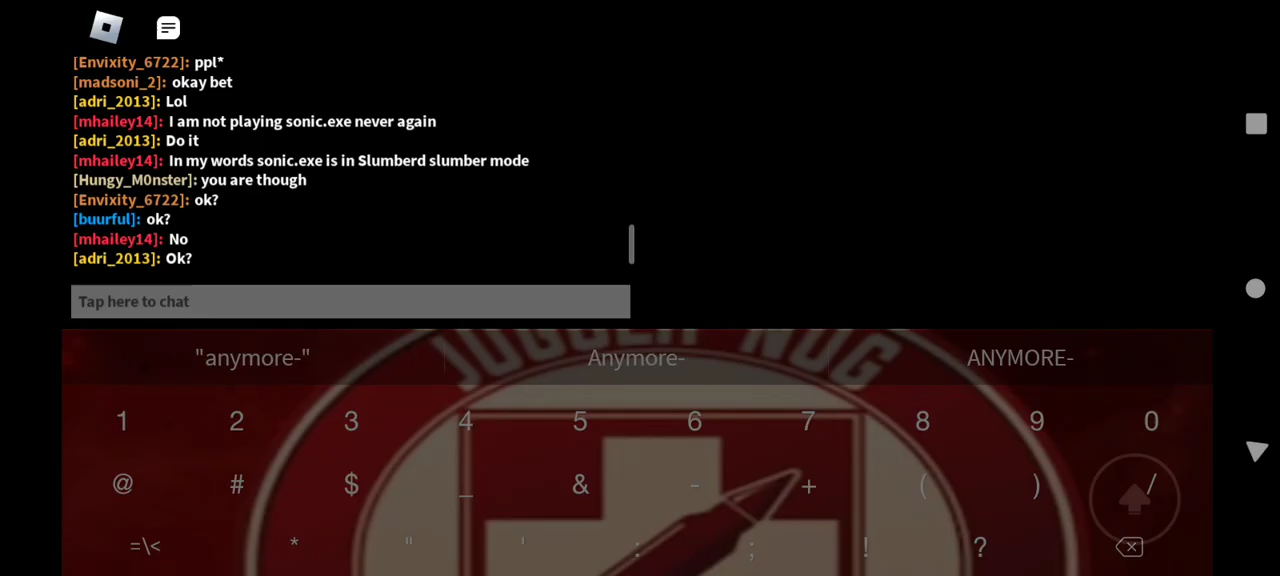 [Envixity_6722]: ppl*
[madsoni_2]: okay bet
[adri_2013]: Lol
[mhailey14]: I am not playing sonic.exe never again
[adri_2013]: Do it
[mhailey14]: In my words sonic.exe is in Slumberd slumber mode
[Hungy_M0nster]: you are though
[Envixity_6722]: ok?
[buurful]: ok?
[mhailey14]: No
[adri_2013]: Ok?
Tap here to chat
JUGGER NOG
"anymore-" Anymore- ANYMORE-
1 2 3 4 5 6 7 8 9 0
@ # $ _ & - + ( ) /
=\< * " ' : ; ! ?